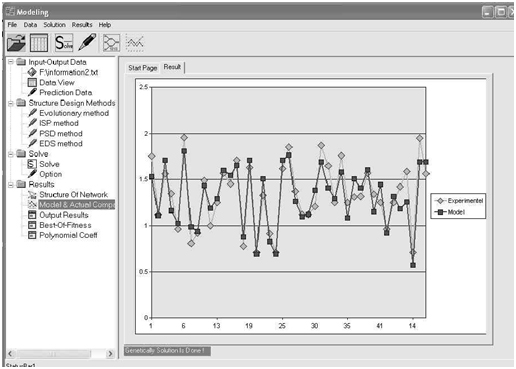 Modeling
File Data Solution Results Help
Solve
Input-Output Data
F:\information2.txt
Data View
Prediction Data
Structure Design Methods
Evolutionary method
ISP method
PSD method
EDS method
Solve
Solve
Option
Results
Structure Of Network
Model & Actual Comp
Output Results
Best-Of-Fitness
Polynomial Coeff
Start Page Result
2.5
2
1.5
1
0.5
0
1 6 13 19 25 30 35 41 14
Experimentel
Model
Genetically Solution Is Done !
StatusBar1